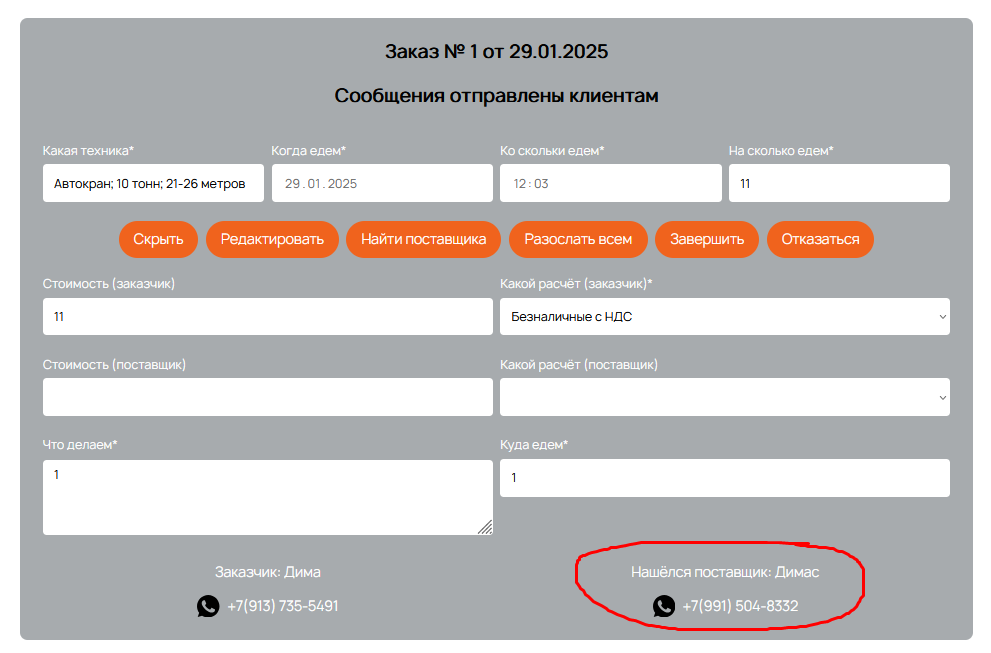 Заказ № 1 от 29.01.2025
Сообщения отправлены клиентам
Какая техника* Когда едем* Ко скольки едем* На сколько едем*
Автокран; 10 тонн; 21-26 метров 29.01.2025 12:03 11
Скрыть Редактировать Найти поставщика Разослать всем Завершить Отказаться
Стоимость (заказчик) Какой расчёт (заказчик)*
11 Безналичные с НДС
Стоимость (поставщик) Какой расчёт (поставщик)
Что делаем* Куда едем*
1 1
Заказчик: Дима Нашёлся поставщик: Димас
+7(913) 735-5491 +7(991) 504-8332